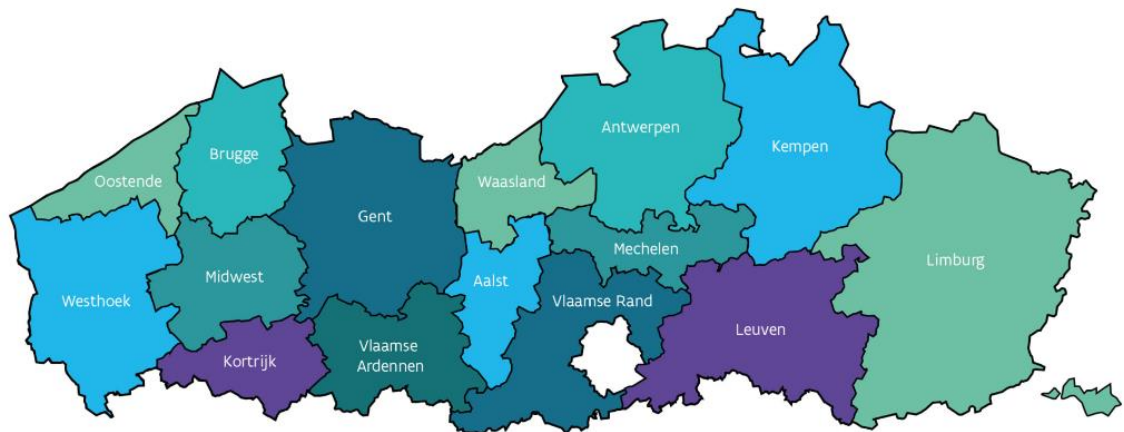 Antwerpen
Kempen
Brugge
Oostende
Waasland
Gent
Mechelen
Limburg
Midwest
Aalst
Westhoek
Vlaamse Rand
Leuven
Kortrijk
Vlaamse
Ardennen